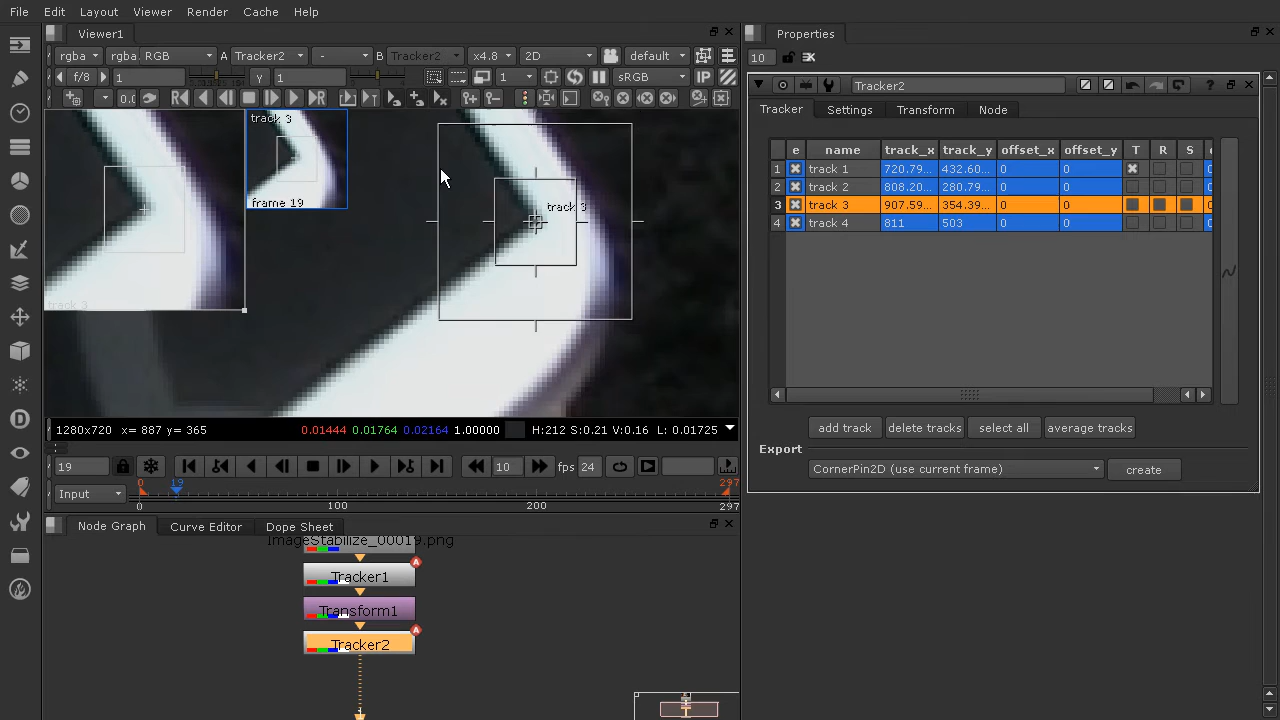 File Edit Layout Viewer Render Cache Help
Viewer1
rgba rgba RGB A Tracker2 - B Tracker2 x4.8 2D default
f/8 1 Y 1 1 sRGB IP
0.0
track 3
frame 19
track 3
track 3
1280x720 x= 887 y= 365 0.01444 0.01764 0.02164 1.00000 H:212 S:0.21 V:0.16 L: 0.01725
19 10 fps 24
Input 0 19 297
0 100 200 297
Node Graph Curve Editor Dope Sheet
ImageStabilize_00019.png
Tracker1
A
Transform1
Tracker2
A
Properties
10
Tracker2
Tracker Settings Transform Node
e name track_x track_y offset_x offset_y T R S
1 track 1 720.79... 432.60... 0 0
2 track 2 808.20... 280.79... 0 0
3 track 3 907.59... 354.39... 0 0
4 track 4 811 503 0 0
add track delete tracks select all average tracks
Export
CornerPin2D (use current frame) create